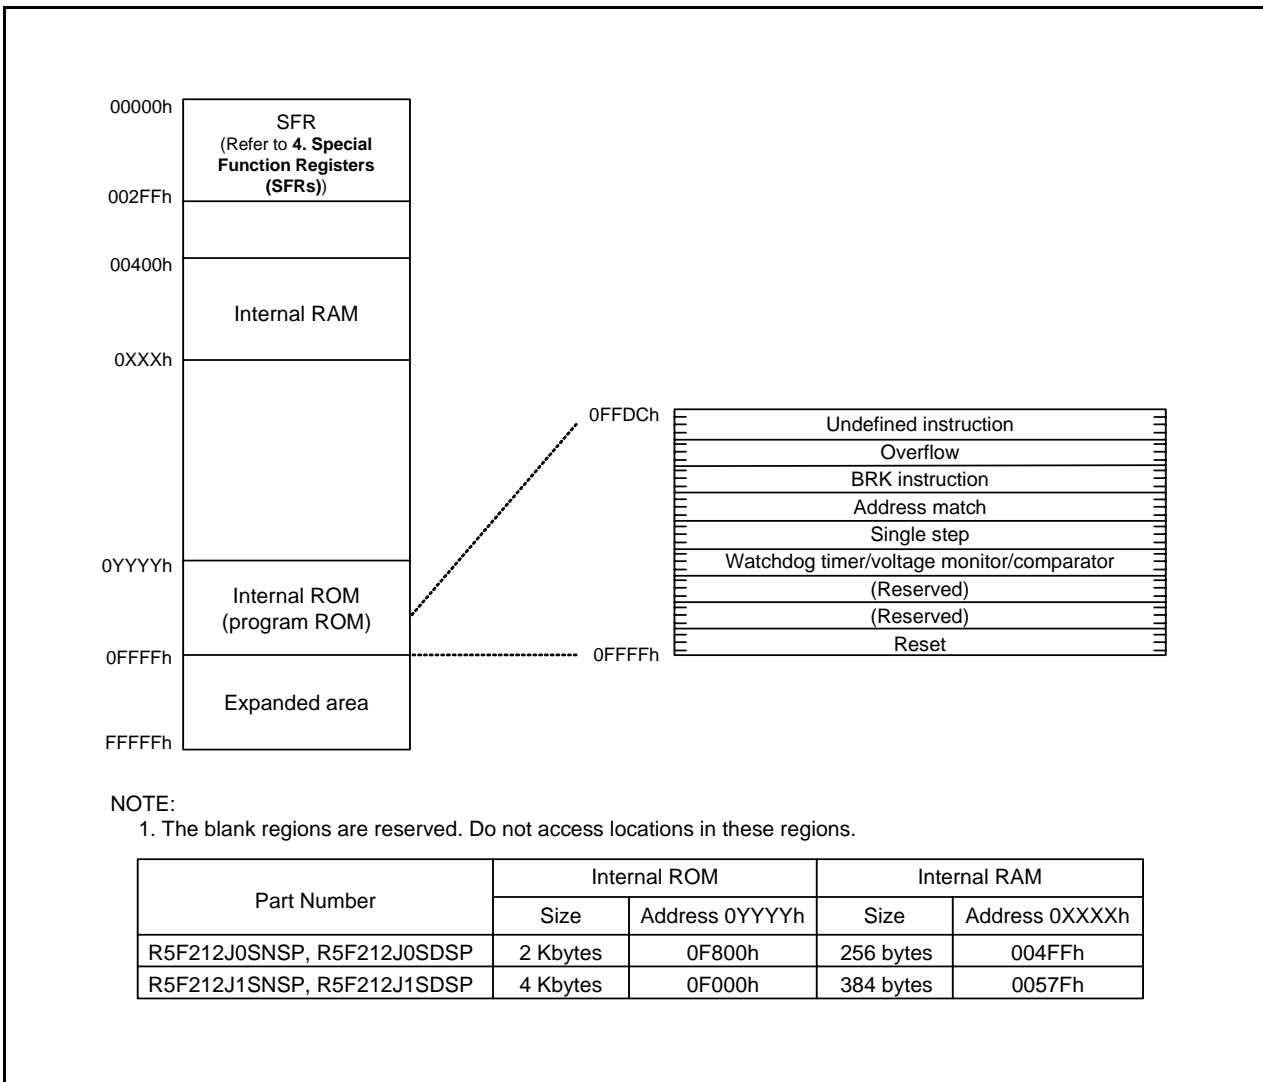 00000h
SFR
(Refer to 4. Special
Function Registers
(SFRs))
002FFh
00400h
Internal RAM
0XXXh
0YYYYh
Internal ROM
(program ROM)
0FFFFh
Expanded area
FFFFFh
0FFDCh
Undefined instruction
Overflow
BRK instruction
Address match
Single step
Watchdog timer/voltage monitor/comparator
(Reserved)
(Reserved)
Reset
0FFFFh
NOTE:
1. The blank regions are reserved. Do not access locations in these regions.
Part Number Internal ROM Internal RAM
Size Address 0YYYYh Size Address 0XXXXh
R5F212J0SNSP, R5F212J0SDSP 2 Kbytes 0F800h 256 bytes 004FFh
R5F212J1SNSP, R5F212J1SDSP 4 Kbytes 0F000h 384 bytes 0057Fh